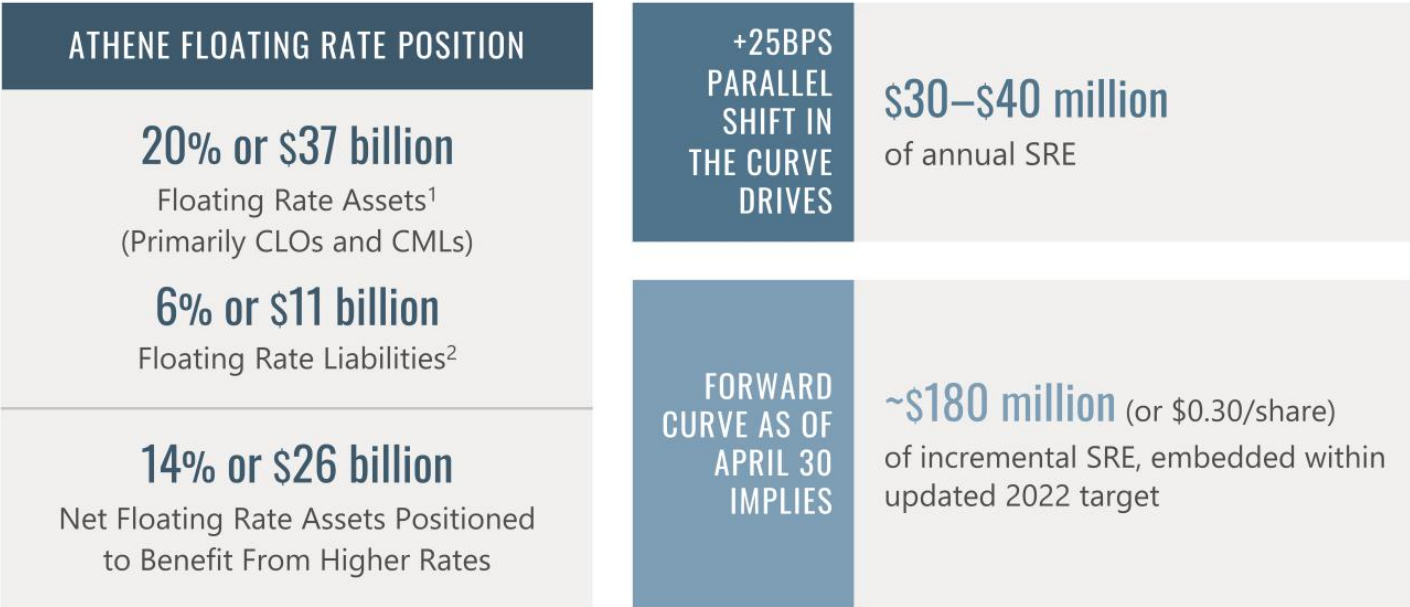 ATHENE FLOATING RATE POSITION
20% or $37 billion
Floating Rate Assets¹
(Primarily CLOs and CMLs)
6% or $11 billion
Floating Rate Liabilities²
14% or $26 billion
Net Floating Rate Assets Positioned
to Benefit From Higher Rates
+25BPS
PARALLEL
SHIFT IN
THE CURVE
DRIVES
$30–$40 million
of annual SRE
FORWARD
CURVE AS OF
APRIL 30
IMPLIES
~$180 million (or $0.30/share)
of incremental SRE, embedded within
updated 2022 target